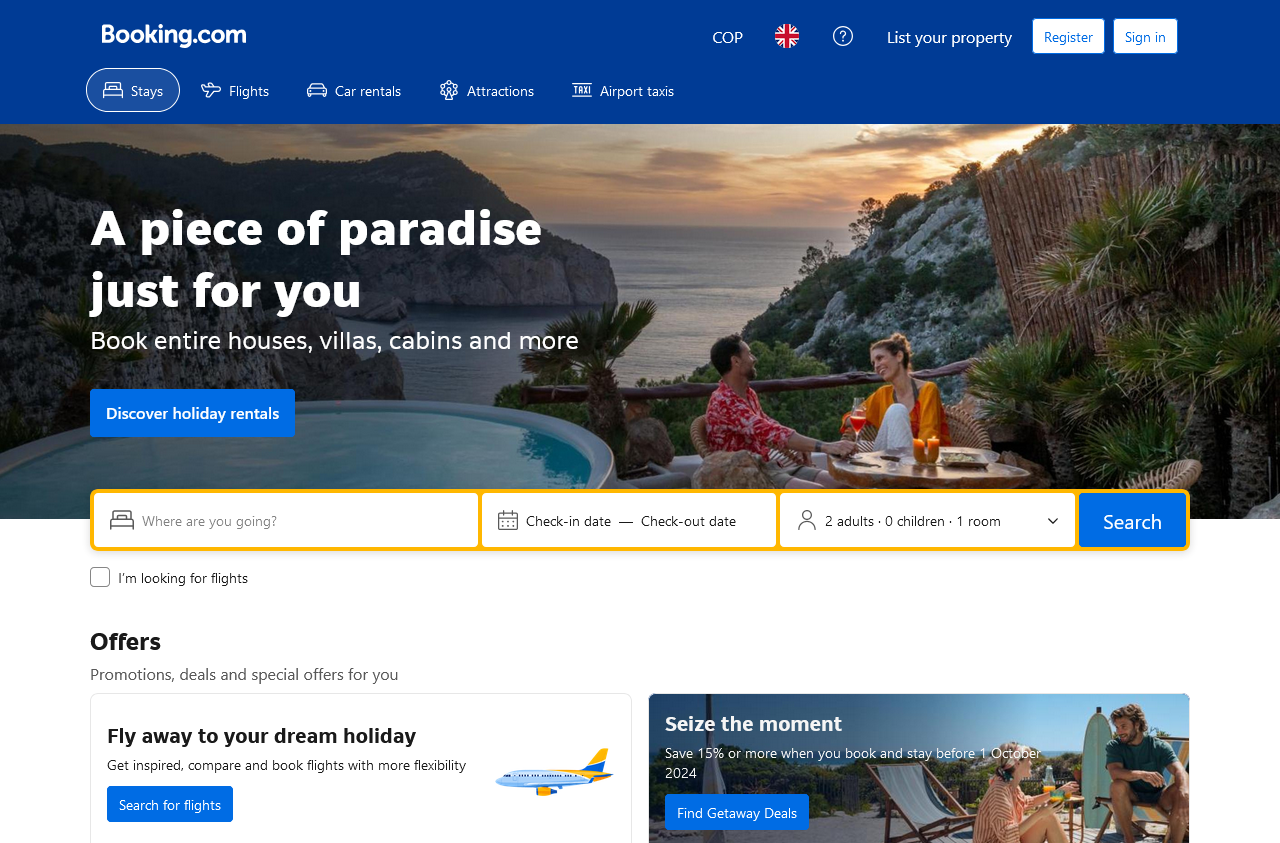 Booking.com
COP
List your property
Register
Sign in
Stays
Flights
Car rentals
Attractions
TAXI
Airport taxis
A piece of paradise
just for you
Book entire houses, villas, cabins and more
Discover holiday rentals
Where are you going?
Check-in date — Check-out date
2 adults · 0 children · 1 room
Search
I'm looking for flights
Offers
Promotions, deals and special offers for you
Fly away to your dream holiday
Get inspired, compare and book flights with more flexibility
Search for flights
Seize the moment
Save 15% or more when you book and stay before 1 October
2024
Find Getaway Deals